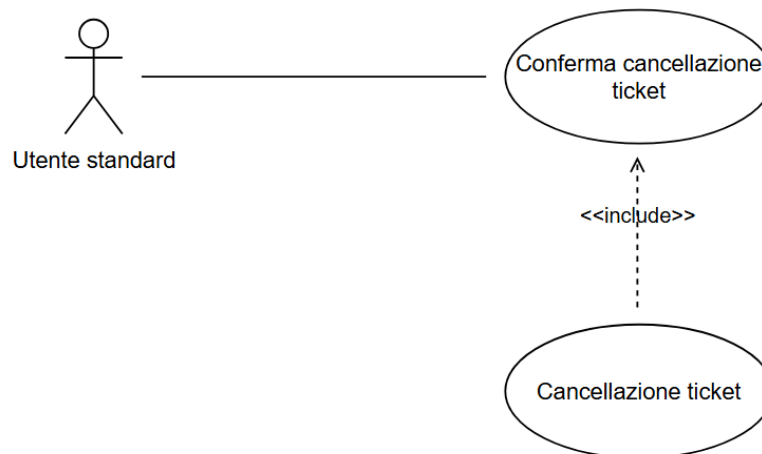 Conferma cancellazione
ticket
Utente standard
<<include>>
Cancellazione ticket